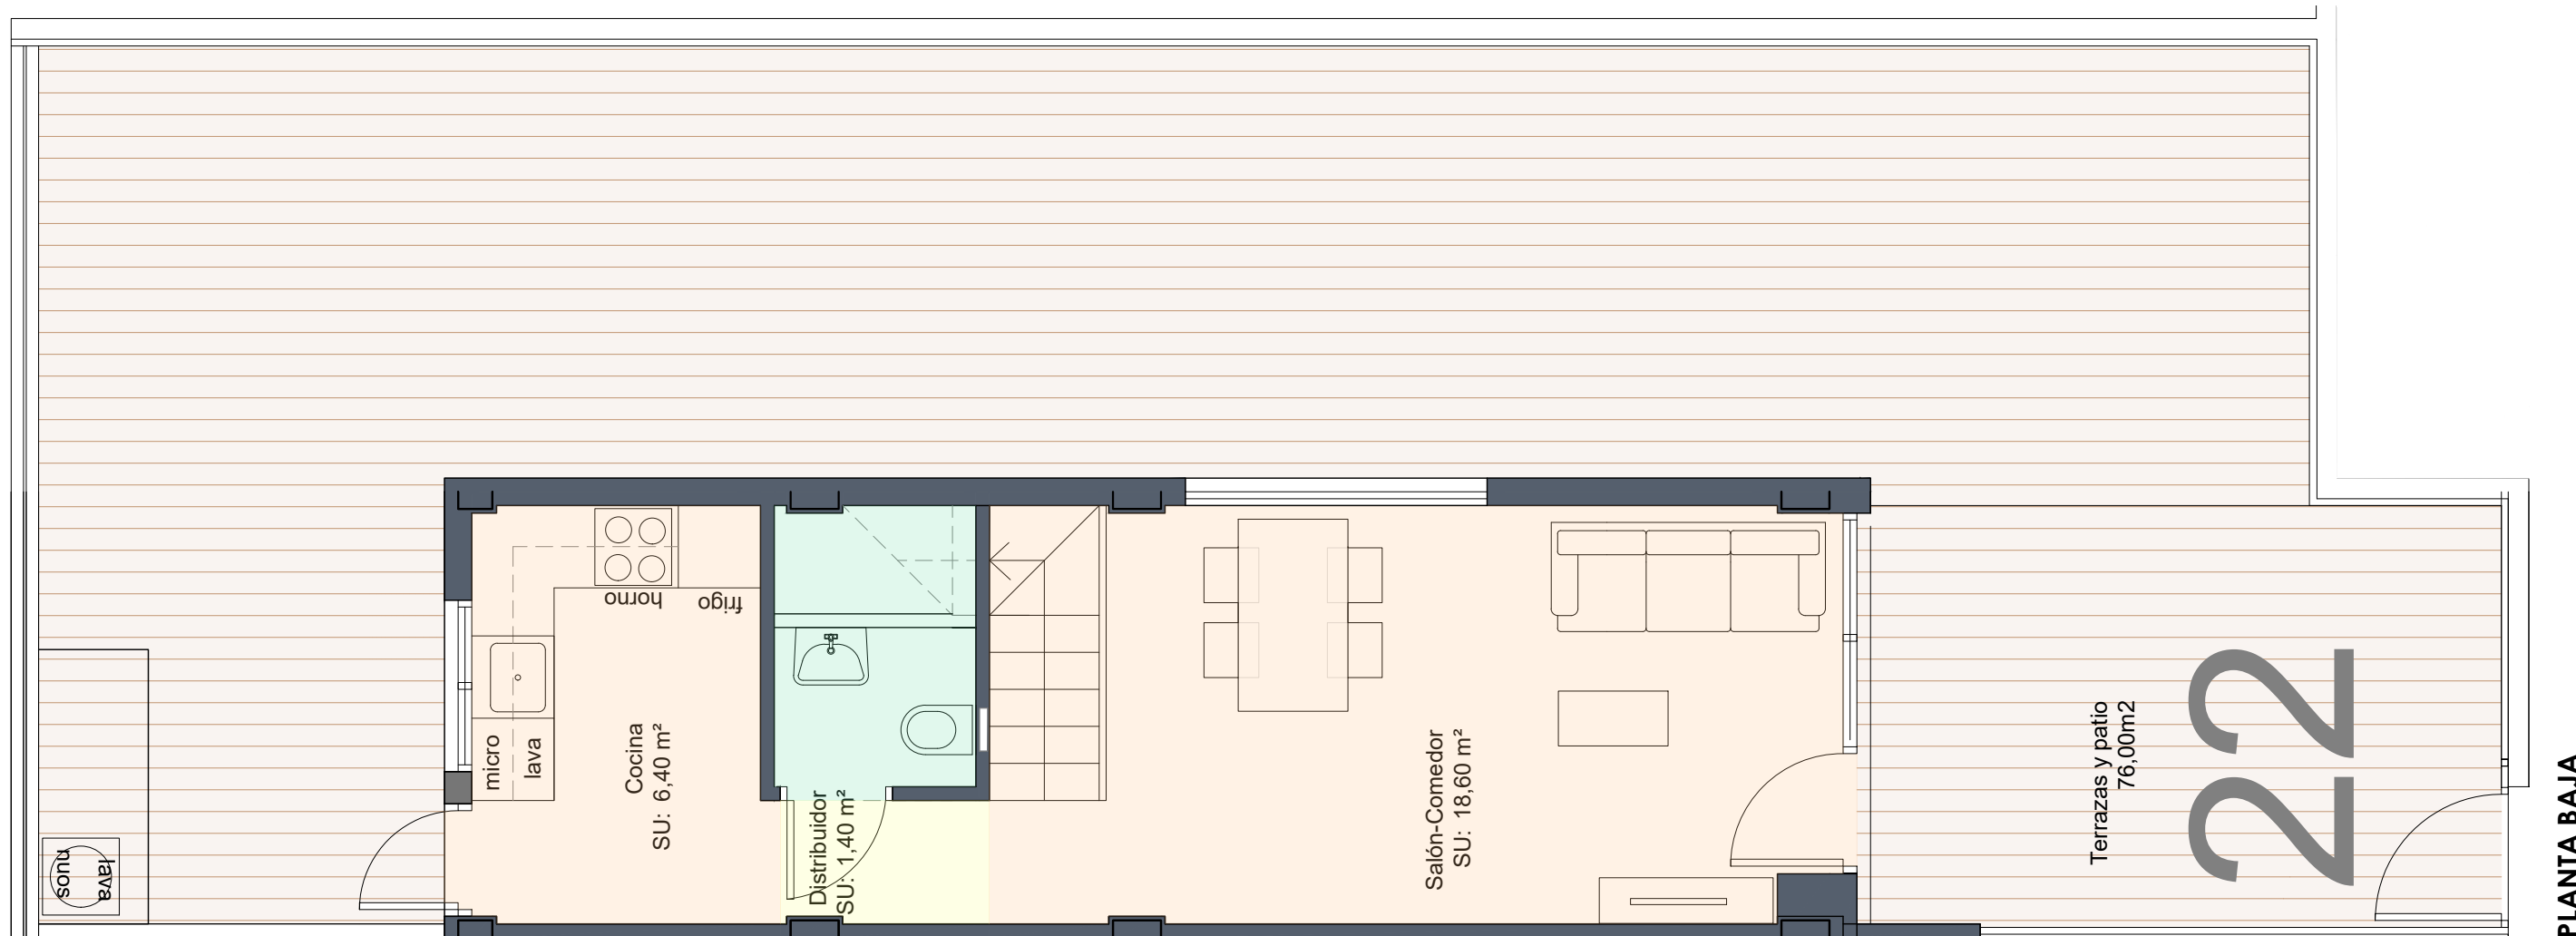 horno
frigo
micro
lava
Cocina
SU: 6,40 m²
Distribuidor
SU: 1,40 m²
Salón-Comedor
SU: 18,60 m²
Terrazas y patio
76,00m2
22
PLANTA BAJA
lava
nuos